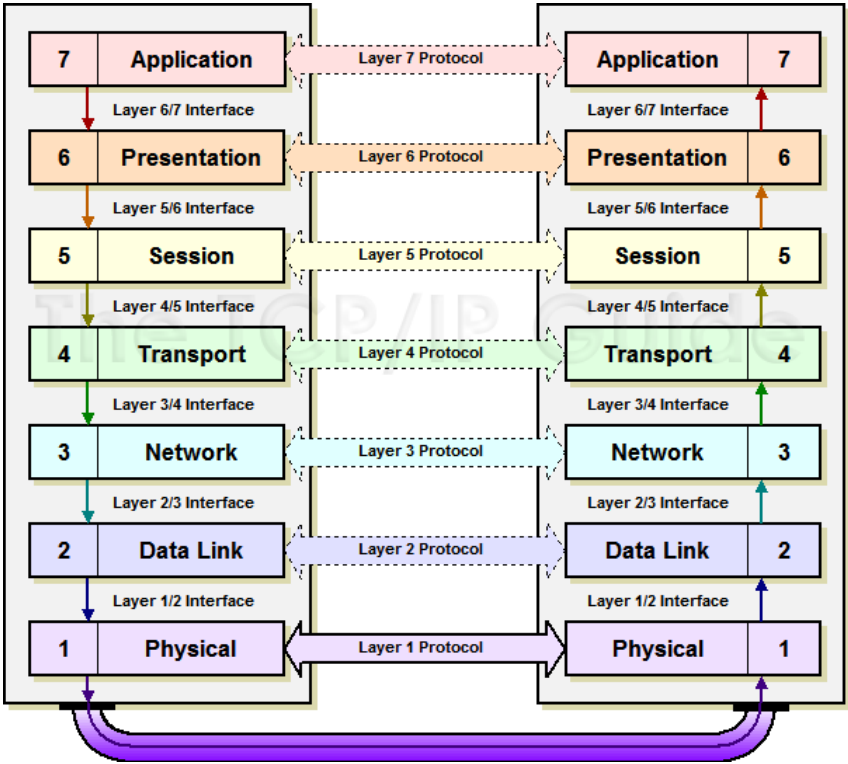 7 Application Layer 7 Protocol Application 7
Layer 6/7 Interface Layer 6/7 Interface
6 Presentation Layer 6 Protocol Presentation 6
Layer 5/6 Interface Layer 5/6 Interface
5 Session Layer 5 Protocol Session 5
Layer 4/5 Interface Layer 4/5 Interface
The TCP/IP Guide
4 Transport Layer 4 Protocol Transport 4
Layer 3/4 Interface Layer 3/4 Interface
3 Network Layer 3 Protocol Network 3
Layer 2/3 Interface Layer 2/3 Interface
2 Data Link Layer 2 Protocol Data Link 2
Layer 1/2 Interface Layer 1/2 Interface
1 Physical Layer 1 Protocol Physical 1